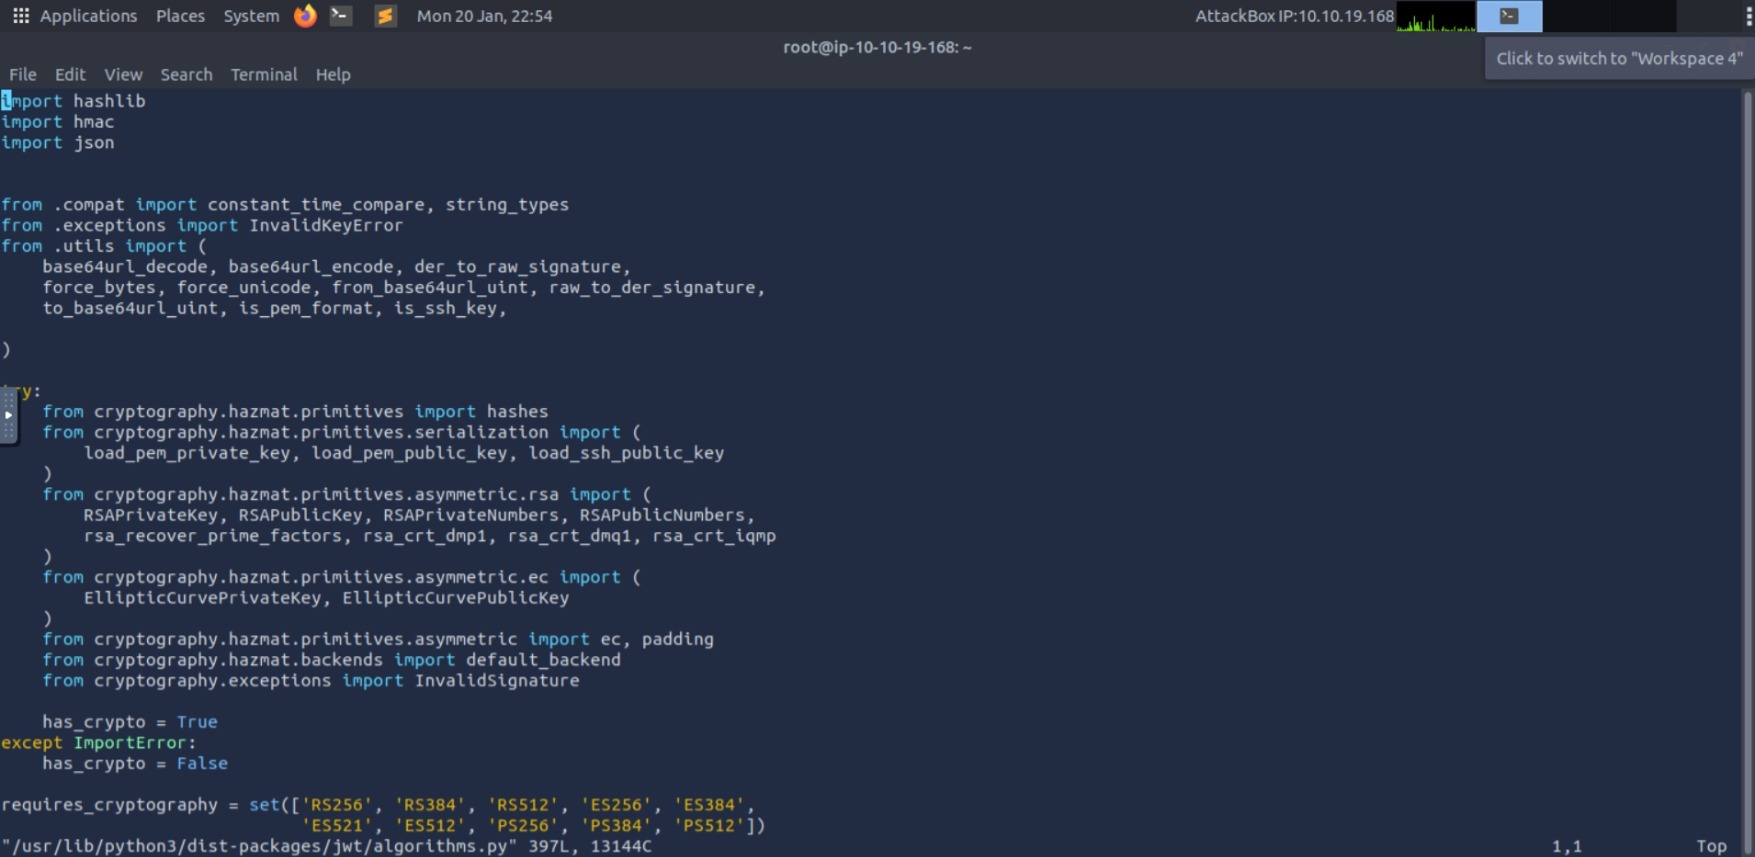 Applications Places System Mon 20 Jan, 22:54 AttackBox IP:10.10.19.168
root@ip-10-10-19-168: ~
Click to switch to "Workspace 4"
File Edit View Search Terminal Help
import hashlib
import hmac
import json
from .compat import constant_time_compare, string_types
from .exceptions import InvalidKeyError
from .utils import (
    base64url_decode, base64url_encode, der_to_raw_signature,
    force_bytes, force_unicode, from_base64url_uint, raw_to_der_signature,
    to_base64url_uint, is_pem_format, is_ssh_key,
)
ry:
    from cryptography.hazmat.primitives import hashes
    from cryptography.hazmat.primitives.serialization import (
        load_pem_private_key, load_pem_public_key, load_ssh_public_key
    )
    from cryptography.hazmat.primitives.asymmetric.rsa import (
        RSAPrivateKey, RSAPublicKey, RSAPrivateNumbers, RSAPublicNumbers,
        rsa_recover_prime_factors, rsa_crt_dmp1, rsa_crt_dmq1, rsa_crt_iqmp
    )
    from cryptography.hazmat.primitives.asymmetric.ec import (
        EllipticCurvePrivateKey, EllipticCurvePublicKey
    )
    from cryptography.hazmat.primitives.asymmetric import ec, padding
    from cryptography.hazmat.backends import default_backend
    from cryptography.exceptions import InvalidSignature
    has_crypto = True
except ImportError:
    has_crypto = False
requires_cryptography = set(['RS256', 'RS384', 'RS512', 'ES256', 'ES384',
                             'ES521', 'ES512', 'PS256', 'PS384', 'PS512'])
"/usr/lib/python3/dist-packages/jwt/algorithms.py" 397L, 13144C 1,1 Top